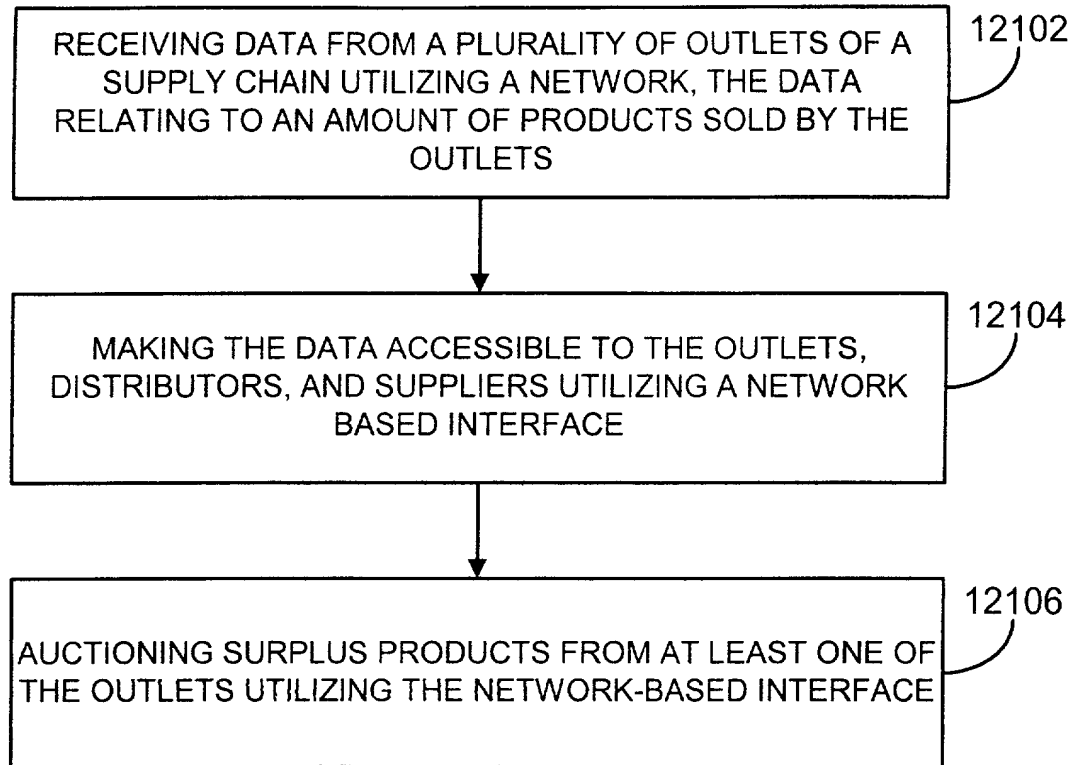 RECEIVING DATA FROM A PLURALITY OF OUTLETS OF A
SUPPLY CHAIN UTILIZING A NETWORK, THE DATA
RELATING TO AN AMOUNT OF PRODUCTS SOLD BY THE
OUTLETS
12102
MAKING THE DATA ACCESSIBLE TO THE OUTLETS,
DISTRIBUTORS, AND SUPPLIERS UTILIZING A NETWORK
BASED INTERFACE
12104
AUCTIONING SURPLUS PRODUCTS FROM AT LEAST ONE OF
THE OUTLETS UTILIZING THE NETWORK-BASED INTERFACE
12106